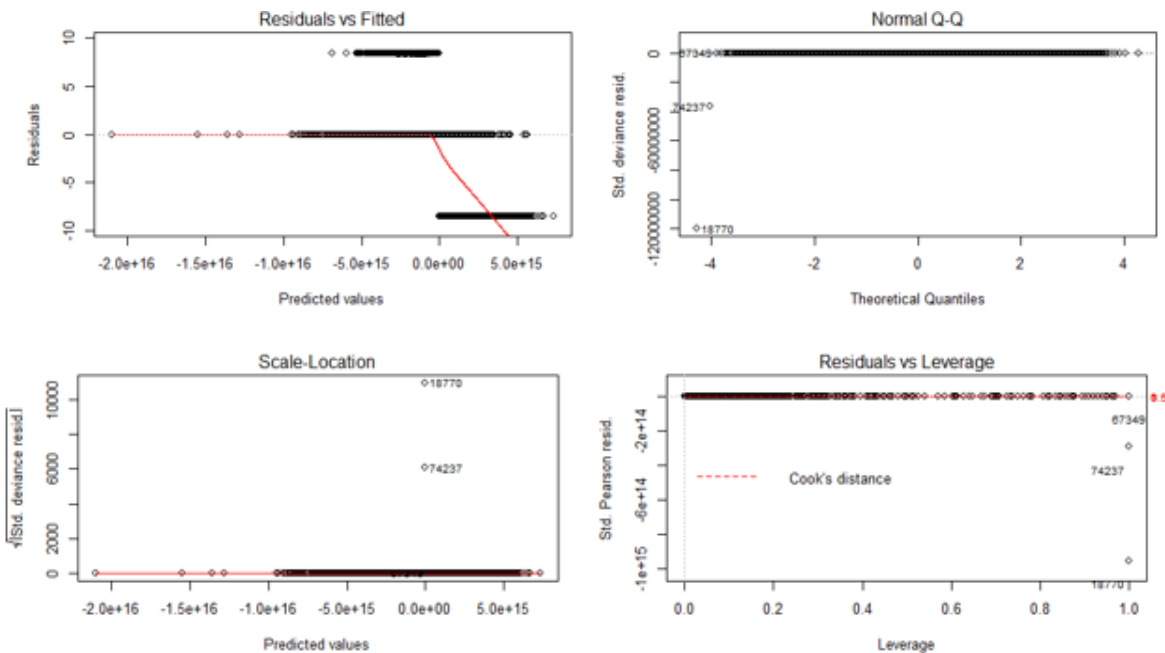 Residuals vs Fitted
Residuals
10
5
0
-5
-10
-2.0e+16 -1.5e+16 -1.0e+16 -5.0e+15 0.0e+00 5.0e+15
Predicted values
Normal Q-Q
Std. deviance resid.
0
-60000000
-120000000
67349
74237
18770
-4 -2 0 2 4
Theoretical Quantiles
Scale-Location
√|Std. deviance resid.|
10000
6000
2000
0
18770
74237
-2.0e+16 -1.5e+16 -1.0e+16 -5.0e+15 0.0e+00 5.0e+15
Predicted values
Residuals vs Leverage
Std. Pearson resid.
-2e+14
-6e+14
-1e+15
67349
74237
Cook's distance
18770
0.0 0.2 0.4 0.6 0.8 1.0
Leverage